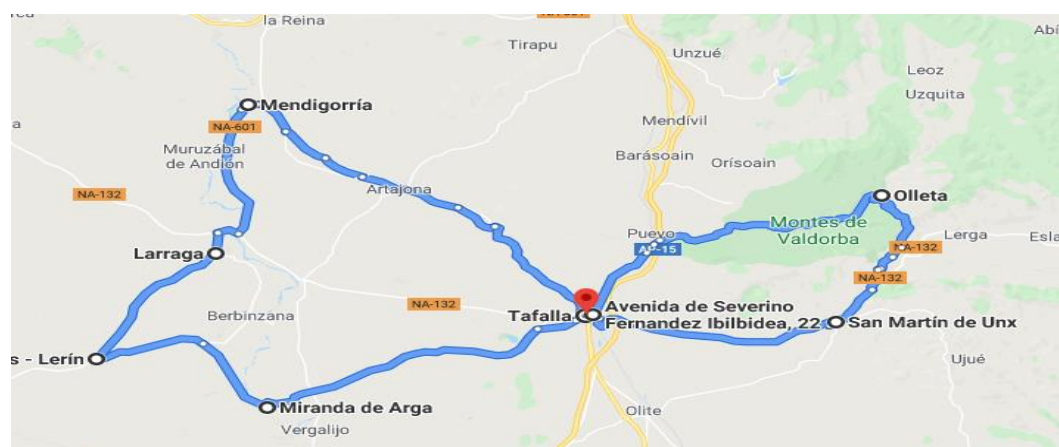 la Reina
Tirapu
Unzué
Abí
Leoz
Uzquita
Mendigorría
NA-601
Mendívil
Muruzábal
de Andión
Barásoain
Orísoain
NA-132
Artajona
Olleta
Montes de
Valdorba
Pueyo
Lerga
Esla
NA-132
Larraga
NA-132
NA-132
Berbinzana
Tafalla
Avenida de Severino
Fernandez Ibilbidea, 22
San Martín de Unx
s - Lerín
Ujué
Miranda de Arga
Olite
Vergalijo